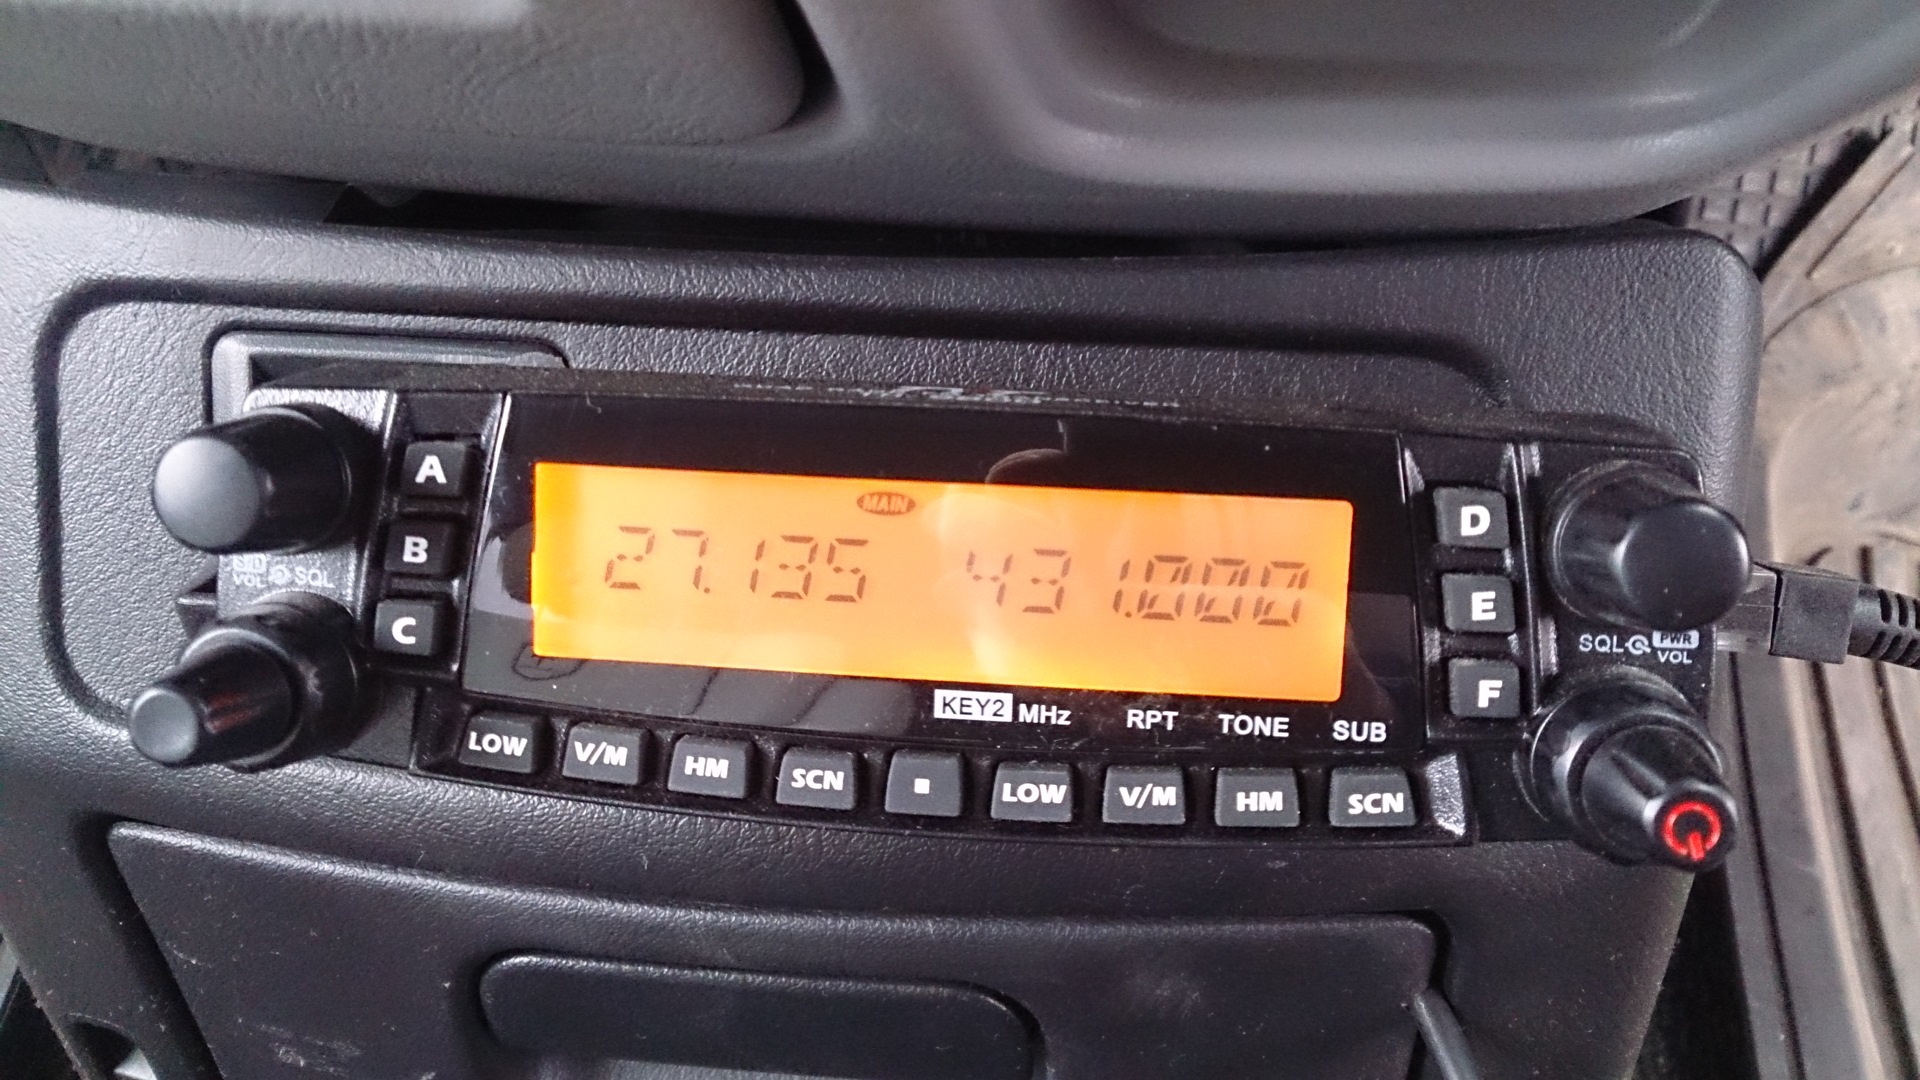 MAIN
27.135 431.000
A
B
C
VOL SQL
D
E
F
SQL PWR
VOL
KEY2 MHz RPT TONE SUB
LOW V/M HM SCN LOW V/M HM SCN